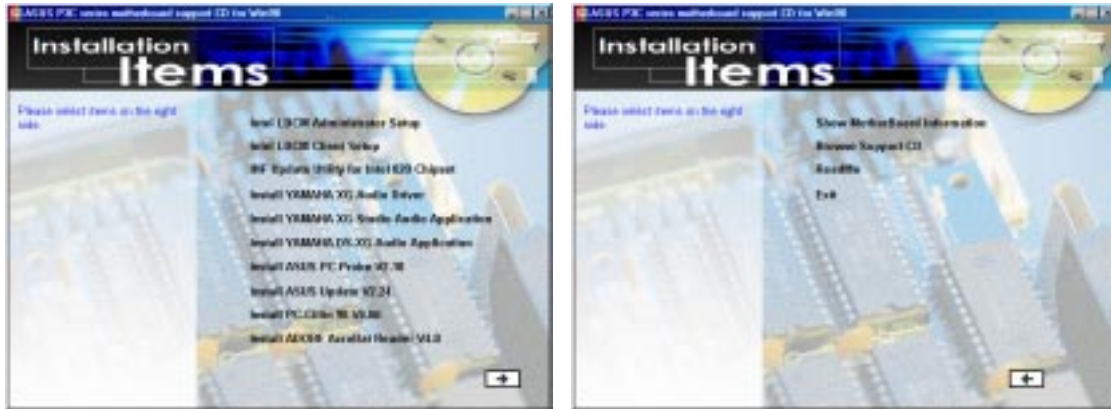 ASUS P3C series motherboard support CD for Win98
Installation
Items
Please select items on the right
side.
Intel LDCM Administrator Setup
Intel LDCM Client Setup
INF Update Utility for Intel 820 Chipset
Install YAMAHA XG Audio Driver
Install YAMAHA XG Studio Audio Application
Install YAMAHA DS-XG Audio Application
Install ASUS PC Probe V2.10
Install ASUS Update V2.24
Install PC-Cillin 98
Install ADOBE Acrobat Reader V4.0
ASUS P3C series motherboard support CD for Win98
Installation
Items
Please select items on the right
side.
Show MotherBoard Information
Browse Support CD
ReadMe
Exit